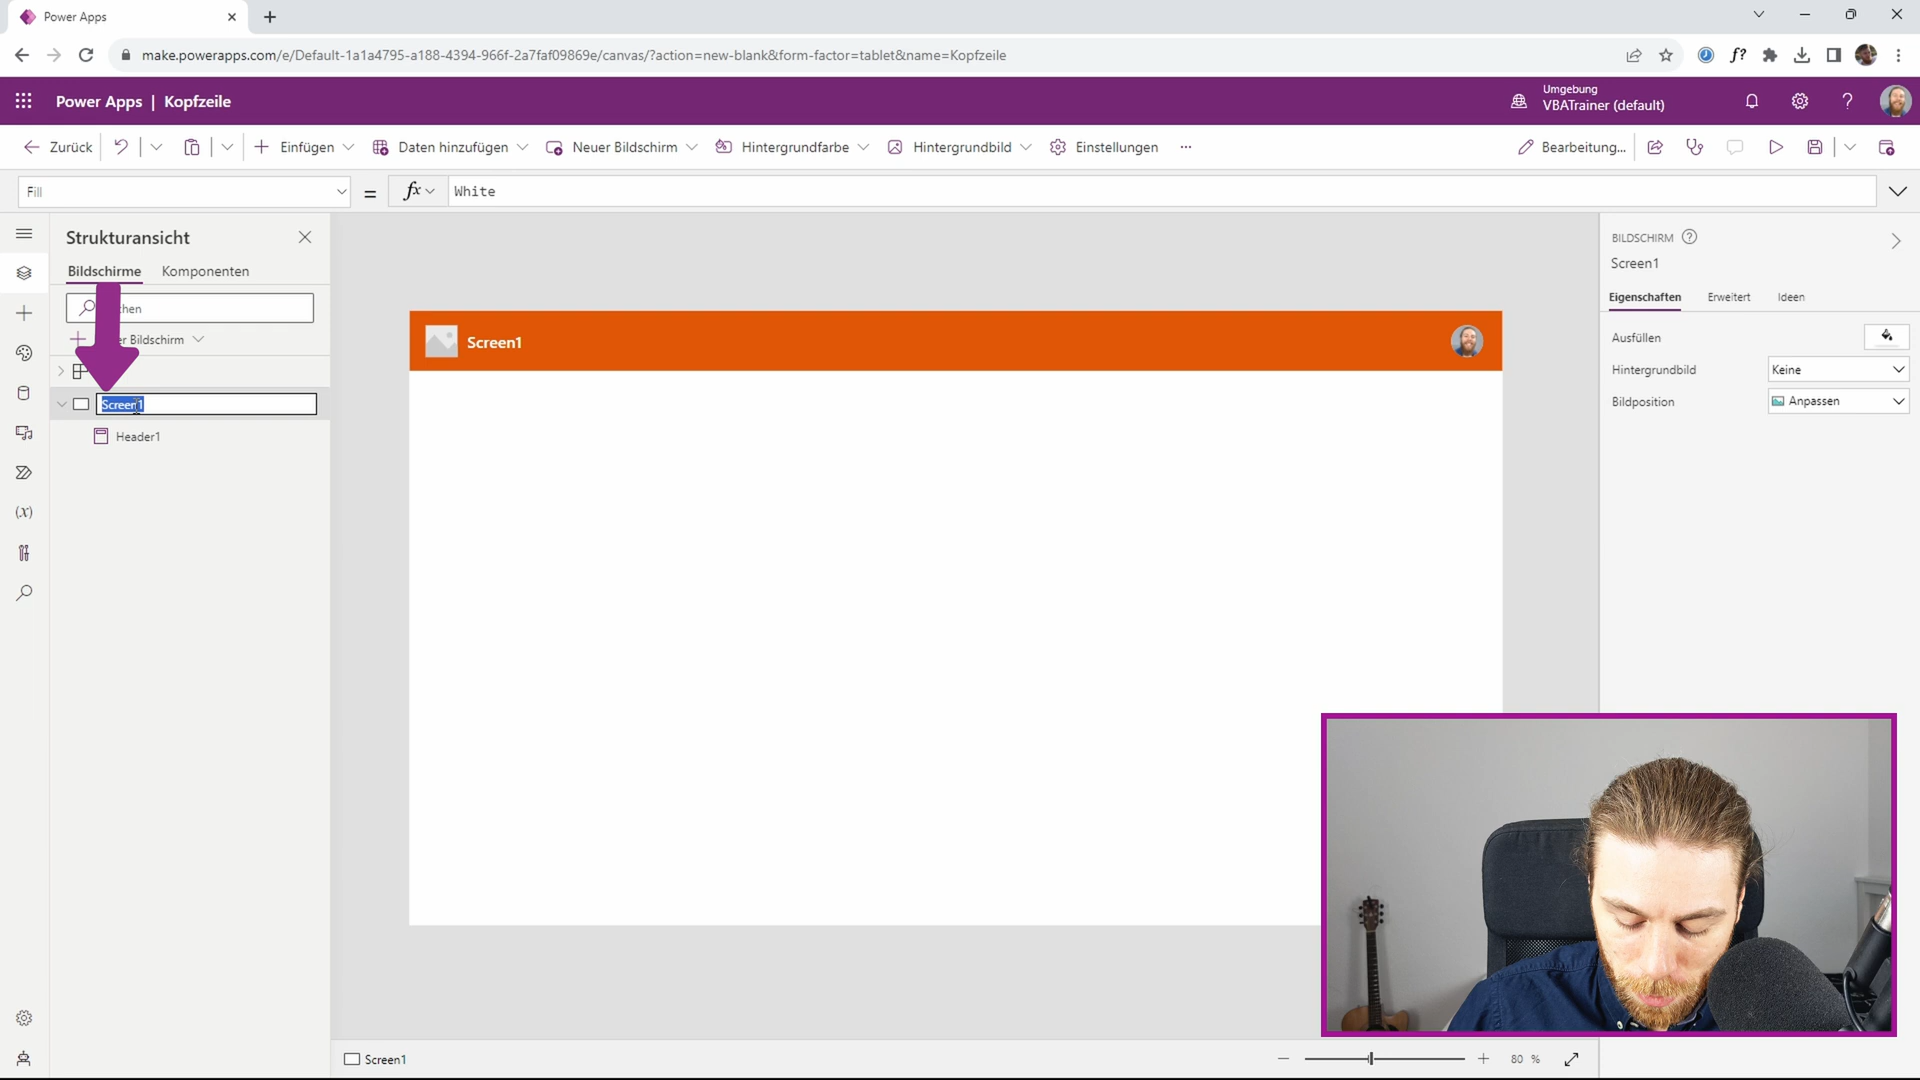 Power Apps
make.powerapps.com/e/Default-1a1a4795-a188-4394-966f-2a7faf09869e/canvas/?action=new-blank&form-factor=tablet&name=Kopfzeile
f?
Power Apps | Kopfzeile
Umgebung
VBATrainer (default)
Zurück
Einfügen
Daten hinzufügen
Neuer Bildschirm
Hintergrundfarbe
Hintergrundbild
Einstellungen
Bearbeitung...
Fill
=
fx
White
Strukturansicht
Bildschirme
Komponenten
chen
er Bildschirm
Screen1
Header1
(x)
Screen1
BILDSCHIRM
Screen1
Eigenschaften
Erweitert
Ideen
Ausfüllen
Hintergrundbild
Keine
Bildposition
Anpassen
Screen1
80 %